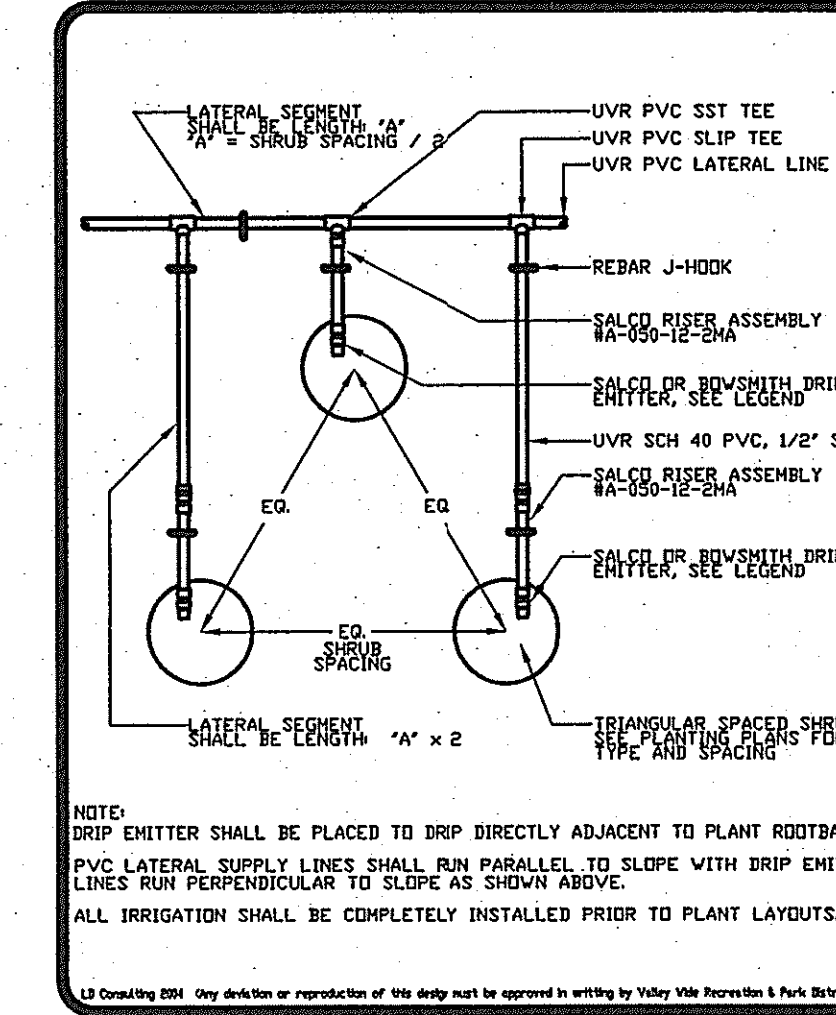 LATERAL SEGMENT
SHALL BE LENGTH: "A"
"A" = SHRUB SPACING / 2
UVR PVC SST TEE
UVR PVC SLIP TEE
UVR PVC LATERAL LINE
REBAR J-HOOK
SALCO RISER ASSEMBLY
#A-050-12-2MA
SALCO OR BOWSMITH DRI
EMITTER, SEE LEGEND
UVR SCH 40 PVC, 1/2" S
SALCO RISER ASSEMBLY
#A-050-12-2MA
SALCO OR BOWSMITH DRI
EMITTER, SEE LEGEND
EQ.
EQ
EQ.
SHRUB
SPACING
LATERAL SEGMENT
SHALL BE LENGTH: "A" x 2
TRIANGULAR SPACED SHR
SEE PLANTING PLANS FO
TYPE AND SPACING
NOTE:
DRIP EMITTER SHALL BE PLACED TO DRIP DIRECTLY ADJACENT TO PLANT ROOTBA
PVC LATERAL SUPPLY LINES SHALL RUN PARALLEL TO SLOPE WITH DRIP EMI
LINES RUN PERPENDICULAR TO SLOPE AS SHOWN ABOVE.
ALL IRRIGATION SHALL BE COMPLETELY INSTALLED PRIOR TO PLANT LAYOUTS.
LD Consulting 2004 Any deviation or reproduction of this design must be approved in writting by Valley Wide Recreation & Park Distr